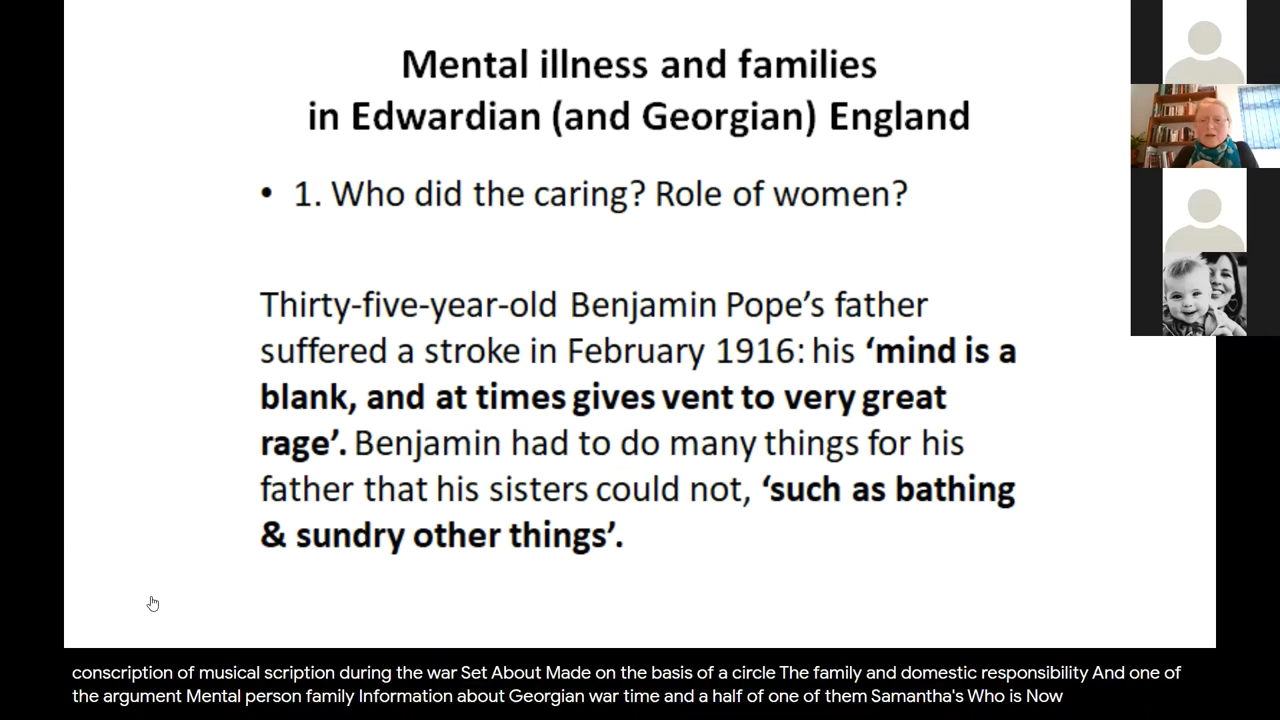 Mental illness and families
in Edwardian (and Georgian) England
• 1. Who did the caring? Role of women?
Thirty-five-year-old Benjamin Pope’s father
suffered a stroke in February 1916: his ‘mind is a
blank, and at times gives vent to very great
rage’. Benjamin had to do many things for his
father that his sisters could not, ‘such as bathing
& sundry other things’.
conscription of musical scription during the war Set About Made on the basis of a circle The family and domestic responsibility And one of
the argument Mental person family Information about Georgian war time and a half of one of them Samantha's Who is Now